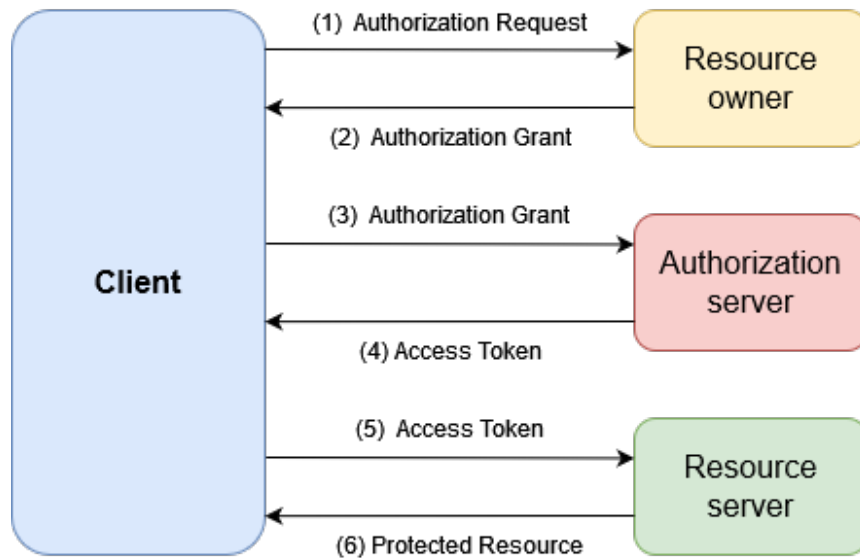 (1) Authorization Request
Resource
owner
(2) Authorization Grant
(3) Authorization Grant
Client
Authorization
server
(4) Access Token
(5) Access Token
Resource
server
(6) Protected Resource